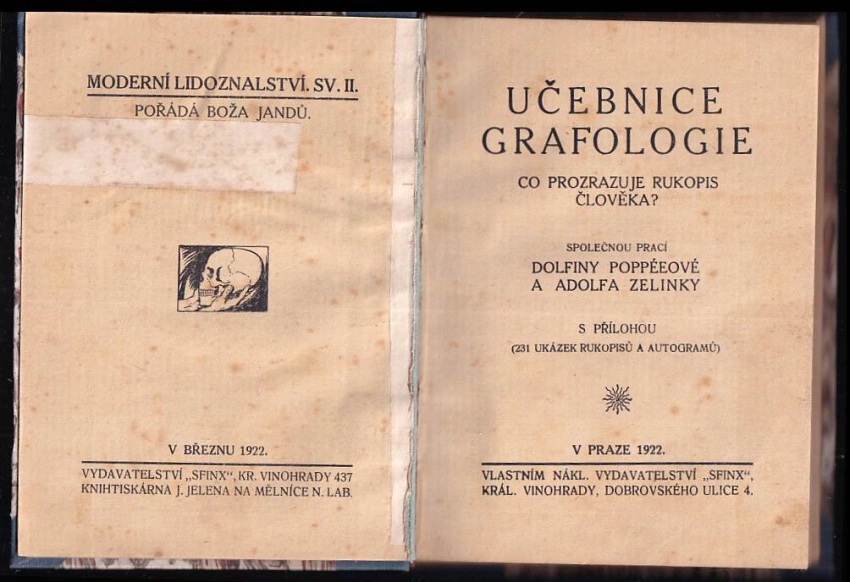 MODERNÍ LIDOZNALSTVÍ. SV. II.
POŘÁDÁ BOŽA JANDŮ.
V BŘEZNU 1922.
VYDAVATELSTVÍ „SFINX“, KR. VINOHRADY 437
KNIHTISKÁRNA J. JELENA NA MĚLNÍCE N. LAB.
UČEBNICE
GRAFOLOGIE
CO PROZRAZUJE RUKOPIS
ČLOVĚKA?
SPOLEČNOU PRACÍ
DOLFINY POPPÉEOVÉ
A ADOLFA ZELINKY
S PŘÍLOHOU
(231 UKÁZEK RUKOPISŮ A AUTOGRAMŮ)
V PRAZE 1922.
VLASTNÍM NÁKL. VYDAVATELSTVÍ „SFINX“,
KRÁL. VINOHRADY, DOBROVSKÉHO ULICE 4.